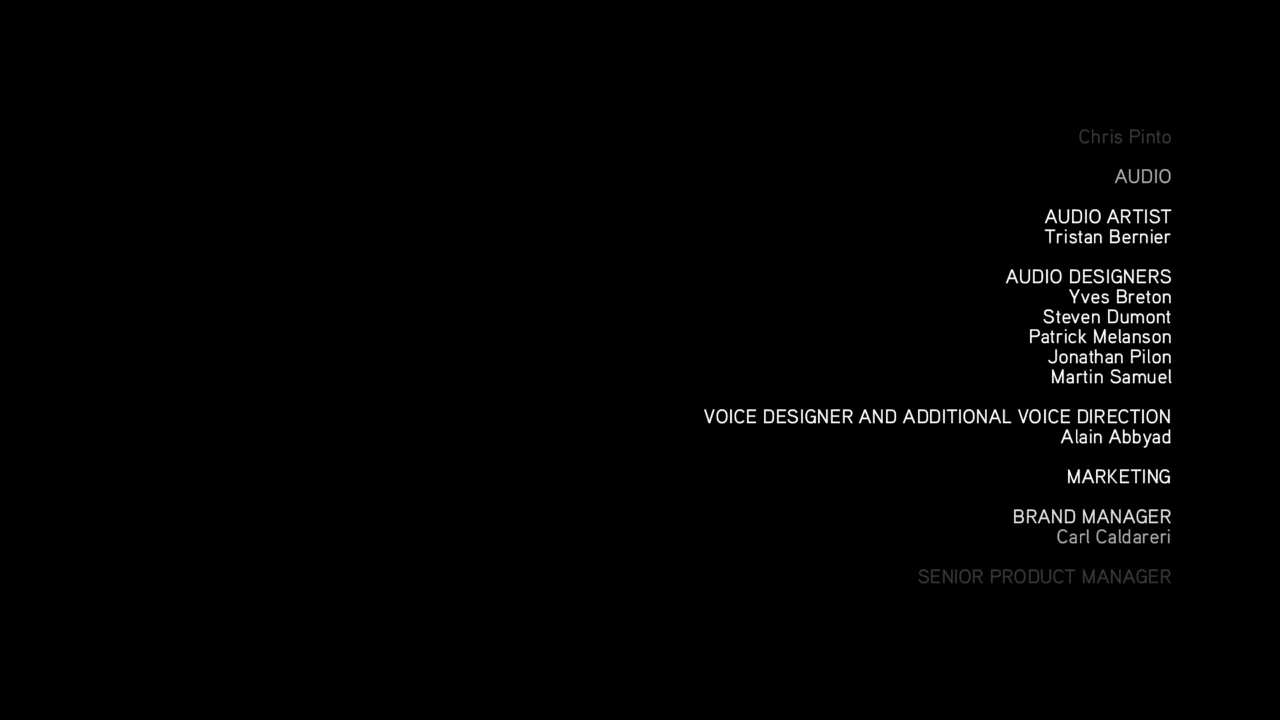 Chris Pinto
AUDIO
AUDIO ARTIST
Tristan Bernier
AUDIO DESIGNERS
Yves Breton
Steven Dumont
Patrick Melanson
Jonathan Pilon
Martin Samuel
VOICE DESIGNER AND ADDITIONAL VOICE DIRECTION
Alain Abbyad
MARKETING
BRAND MANAGER
Carl Caldareri
SENIOR PRODUCT MANAGER